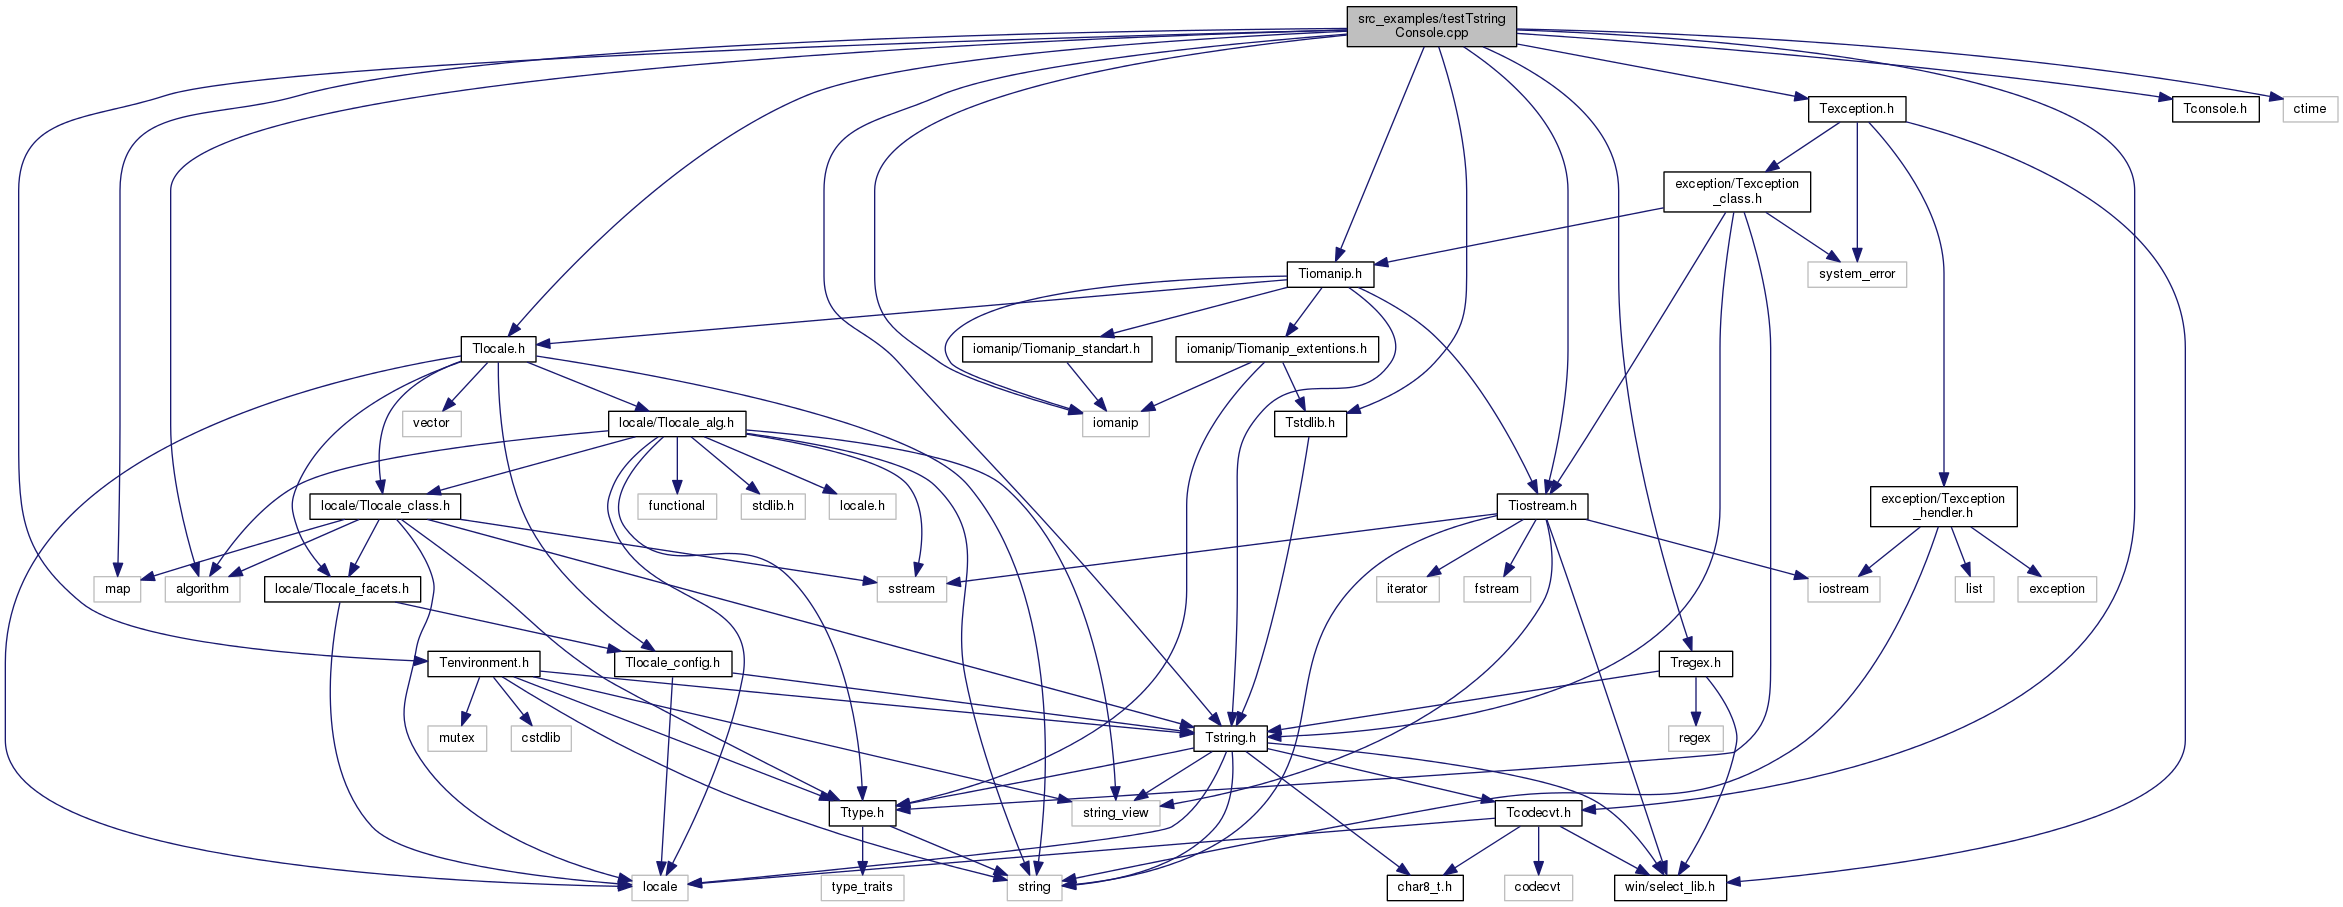 src_examples/testTstring
Console.cpp
Texception.h
Tconsole.h
ctime
exception/Texception
_class.h
Tiomanip.h
system_error
Tlocale.h
iomanip/Tiomanip_standart.h
iomanip/Tiomanip_extentions.h
vector
locale/Tlocale_alg.h
iomanip
Tstdlib.h
locale/Tlocale_class.h
functional
stdlib.h
locale.h
Tiostream.h
exception/Texception
_hendler.h
map
algorithm
locale/Tlocale_facets.h
sstream
iterator
fstream
iostream
list
exception
Tenvironment.h
Tlocale_config.h
Tregex.h
mutex
cstdlib
Tstring.h
regex
Ttype.h
string_view
Tcodecvt.h
locale
type_traits
string
char8_t.h
codecvt
win/select_lib.h